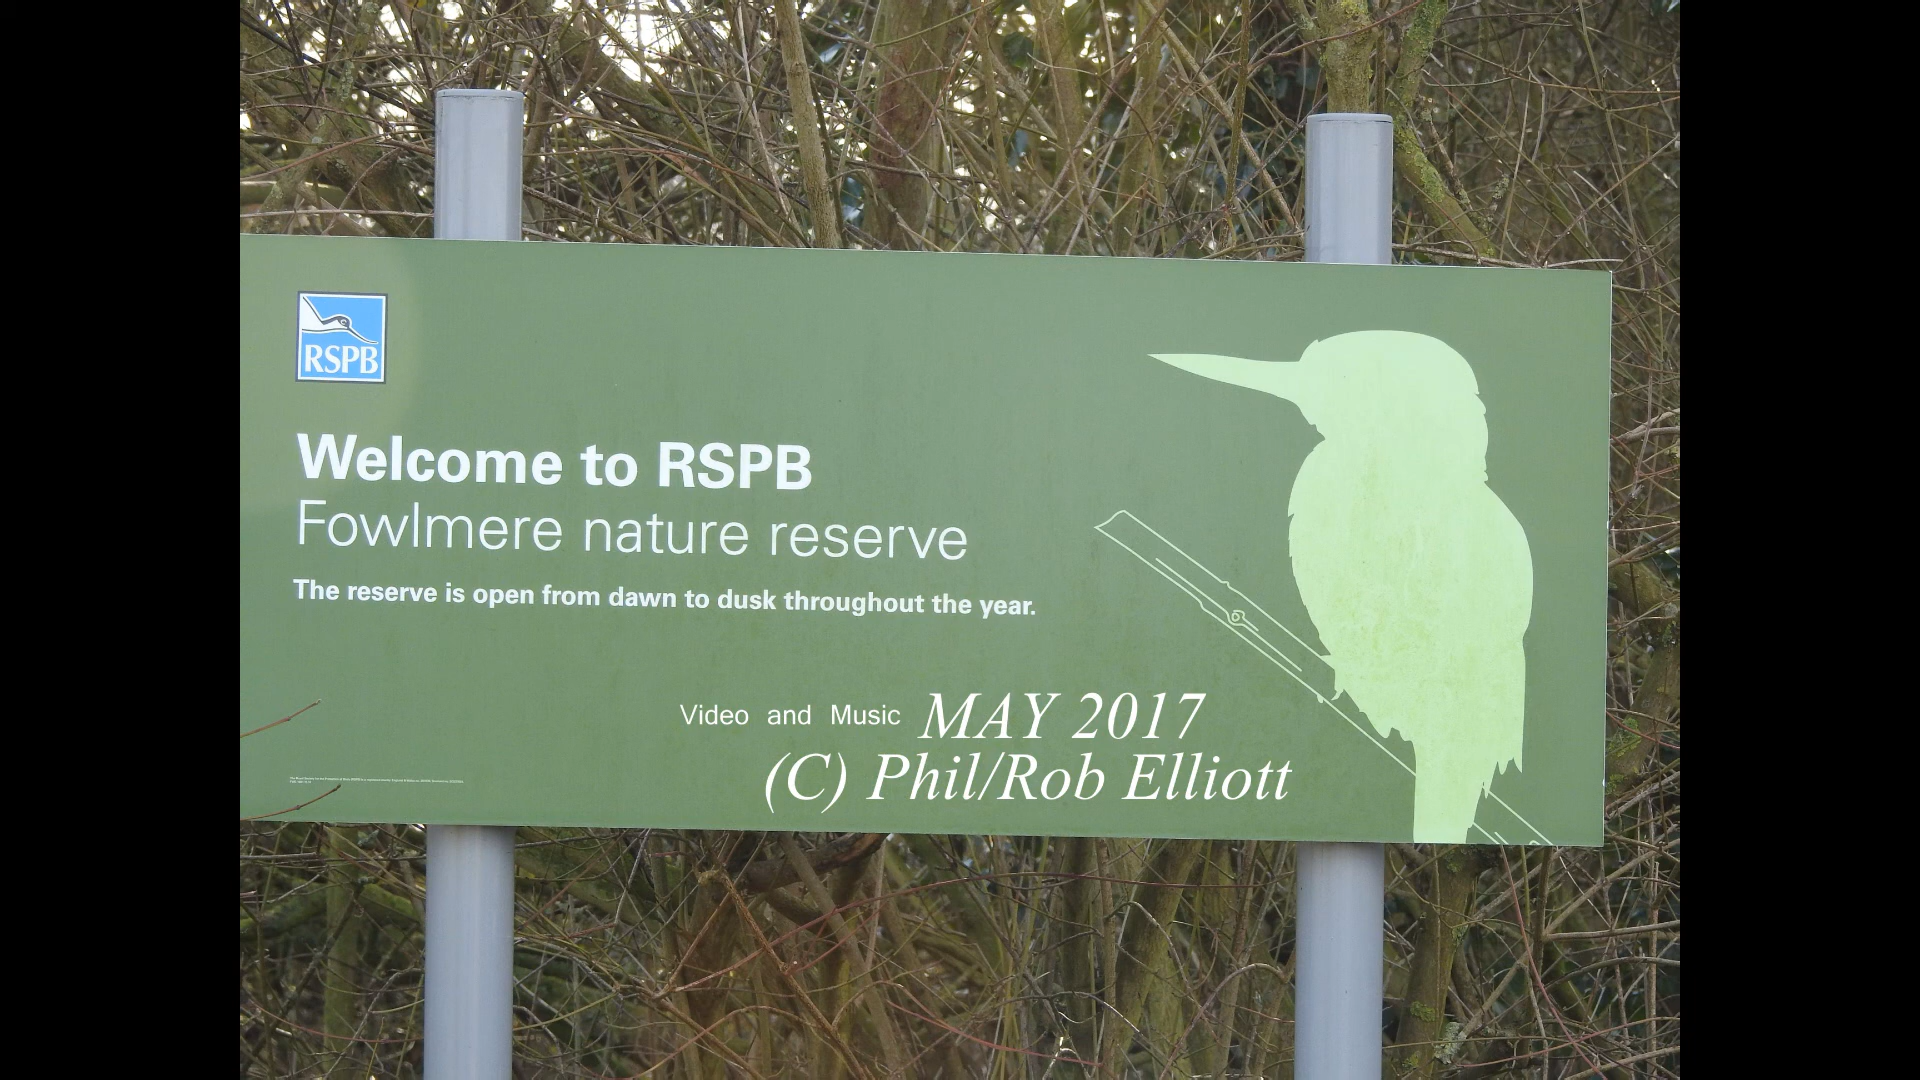 RSPB
Welcome to RSPB
Fowlmere nature reserve
The reserve is open from dawn to dusk throughout the year.
Video and Music MAY 2017
(C) Phil/Rob Elliott